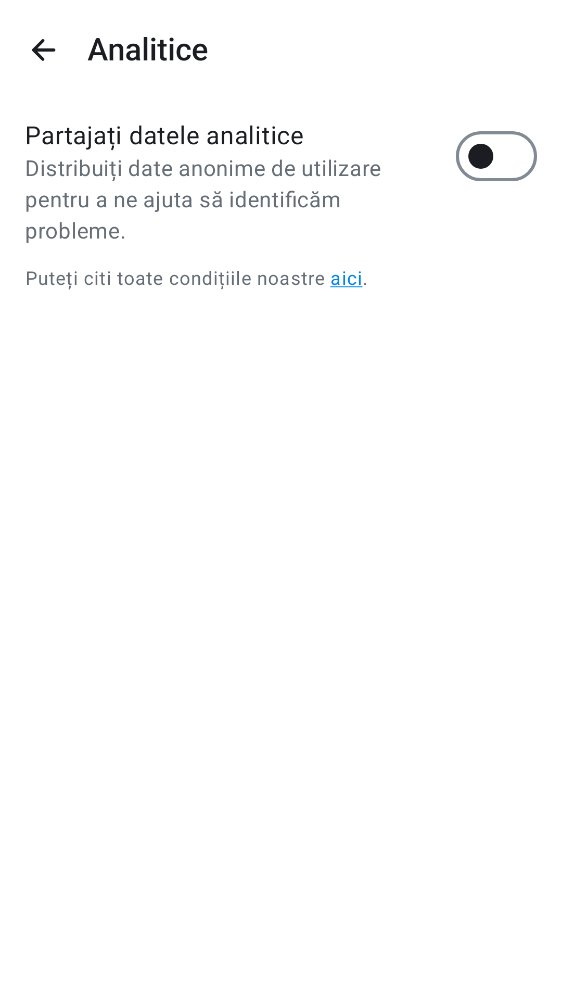 Analitice
Partajați datele analitice
Distribuiți date anonime de utilizare
pentru a ne ajuta să identificăm
probleme.
Puteți citi toate condițiile noastre aici.